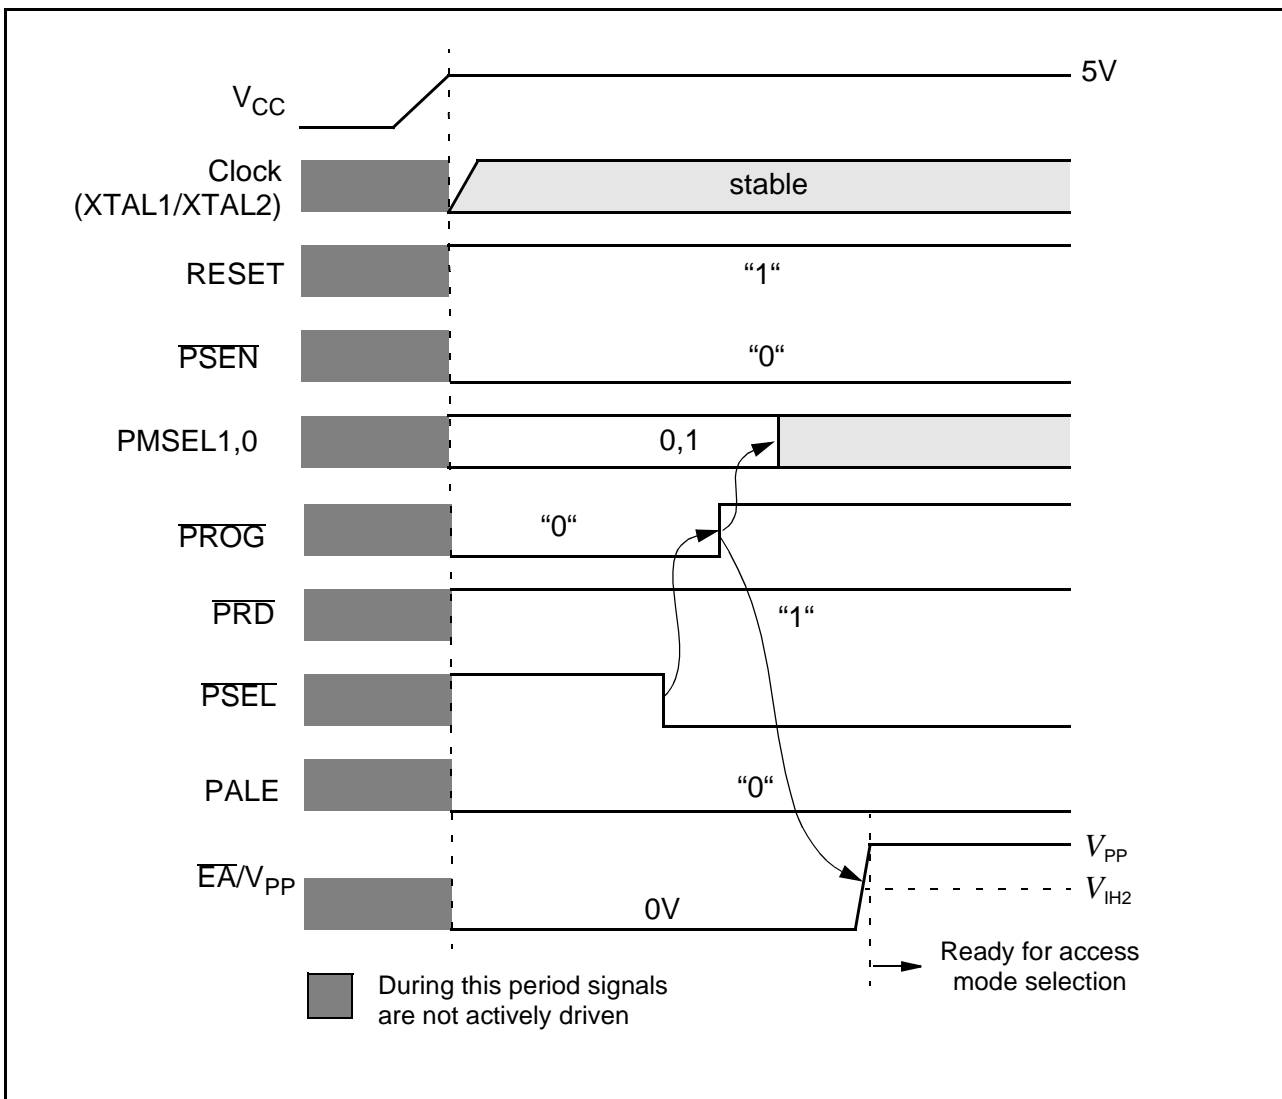 5V
VCC
Clock
(XTAL1/XTAL2)
stable
RESET
“1“
PSEN
“0“
PMSEL1,0
0,1
PROG
“0“
PRD
“1“
PSEL
PALE
“0“
EA/VPP
0V
VPP
VIH2
Ready for access
mode selection
During this period signals
are not actively driven